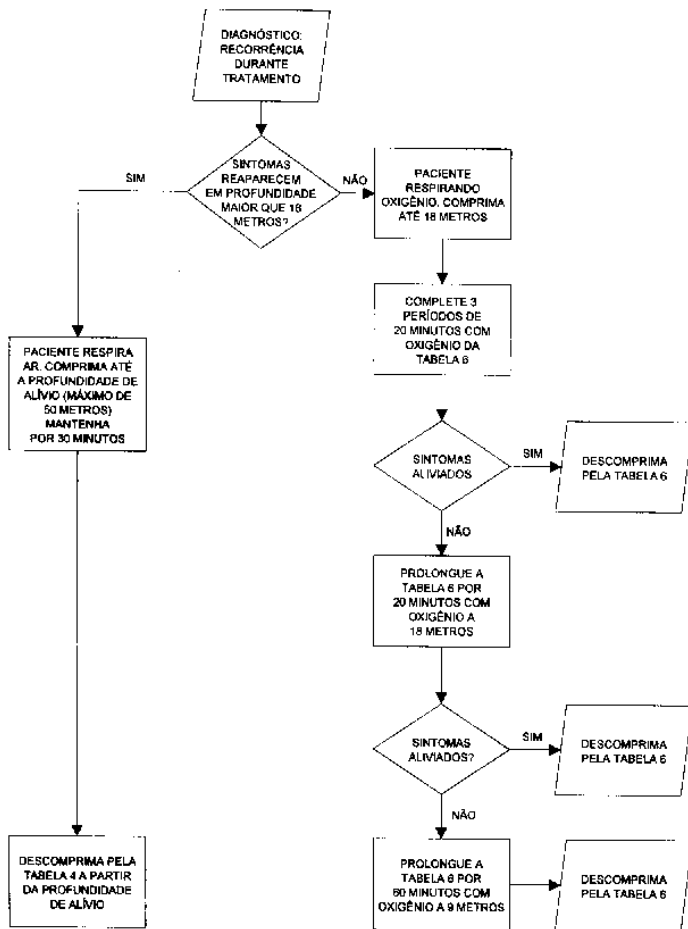 DIAGNÓSTICO:
RECORRÊNCIA
DURANTE
TRATAMENTO
SINTOMAS
REAPARECEM
EM PROFUNDIDADE
MAIOR QUE 18
METROS?
SIM
NÃO
PACIENTE
RESPIRANDO
OXIGÊNIO. COMPRIMA
ATÉ 18 METROS
COMPLETE 3
PERÍODOS DE
20 MINUTOS COM
OXIGÊNIO DA
TABELA 6
PACIENTE RESPIRA
AR. COMPRIMA ATÉ
A PROFUNDIDADE DE
ALÍVIO (MÁXIMO DE
50 METROS)
MANTENHA
POR 30 MINUTOS
SINTOMAS
ALIVIADOS
SIM
DESCOMPRIMA
PELA TABELA 6
NÃO
PROLONGUE A
TABELA 6 POR
20 MINUTOS COM
OXIGÊNIO A
18 METROS
SINTOMAS
ALIVIADOS?
SIM
DESCOMPRIMA
PELA TABELA 6
NÃO
DESCOMPRIMA PELA
TABELA 4 A PARTIR
DA PROFUNDIDADE
DE ALÍVIO
PROLONGUE A
TABELA 6 POR
60 MINUTOS COM
OXIGÊNIO A 9 METROS
DESCOMPRIMA
PELA TABELA 6